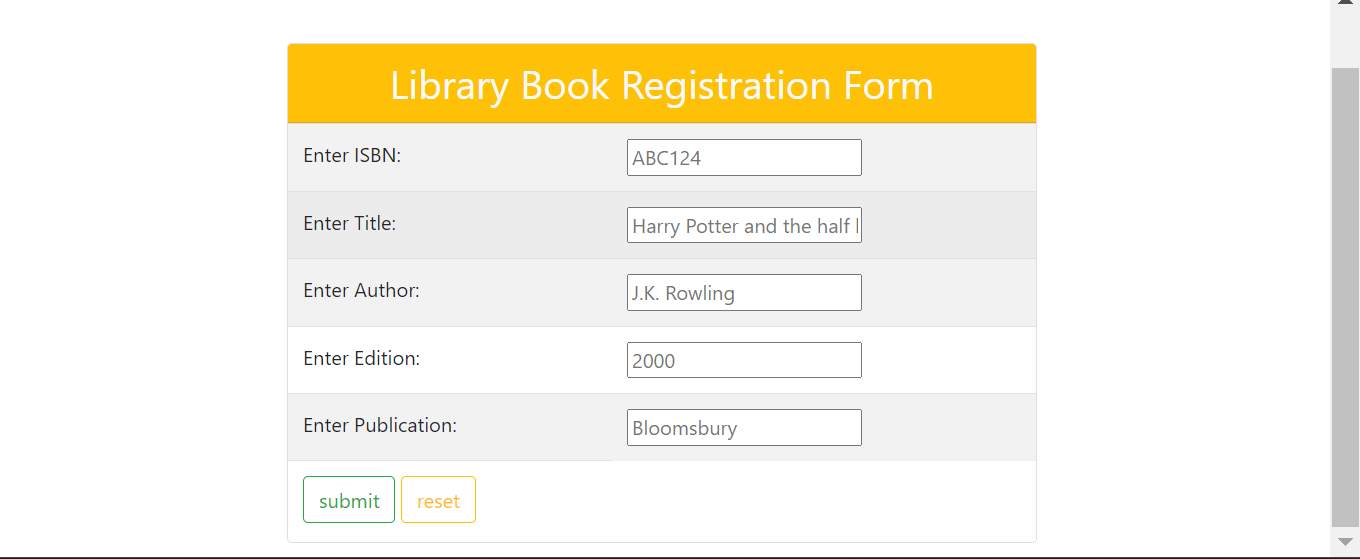 Library Book Registration Form
Enter ISBN: ABC124
Enter Title: Harry Potter and the half
Enter Author: J.K. Rowling
Enter Edition: 2000
Enter Publication: Bloomsbury
submit reset